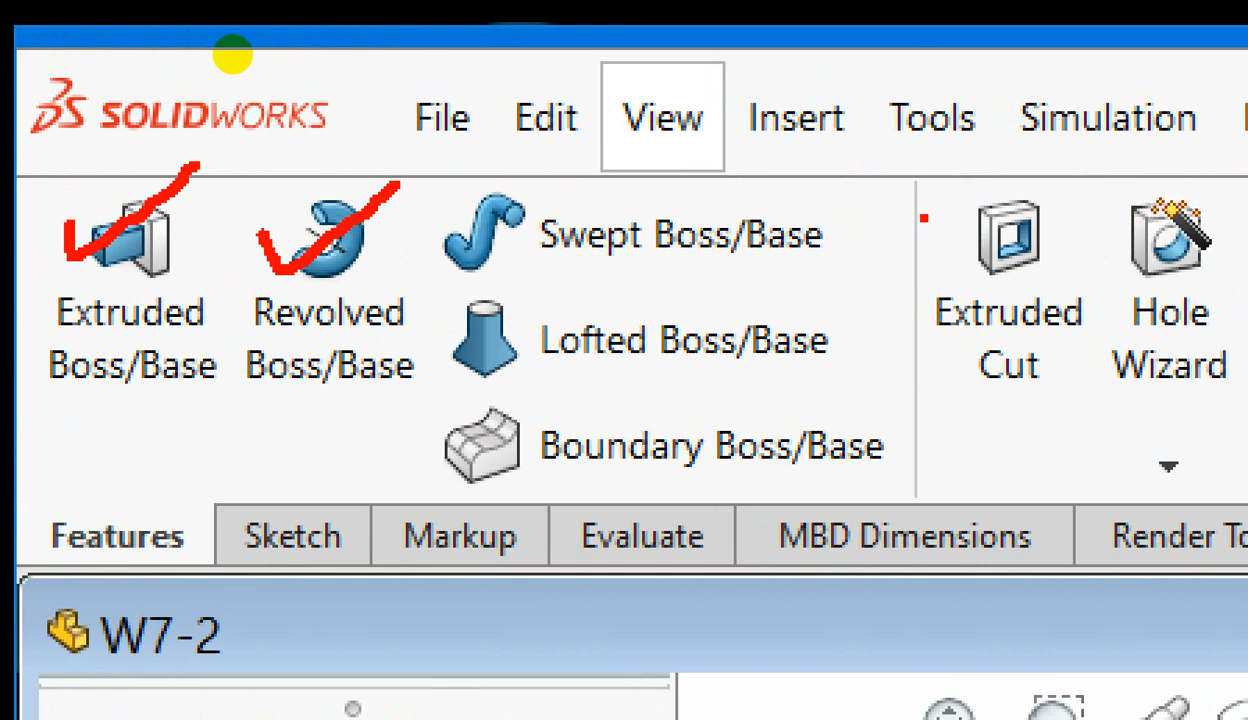 SOLIDWORKS File Edit View Insert Tools Simulation
Swept Boss/Base
Extruded Boss/Base
Revolved Boss/Base
Lofted Boss/Base
Boundary Boss/Base
Extruded Cut
Hole Wizard
Features Sketch Markup Evaluate MBD Dimensions Render
W7-2